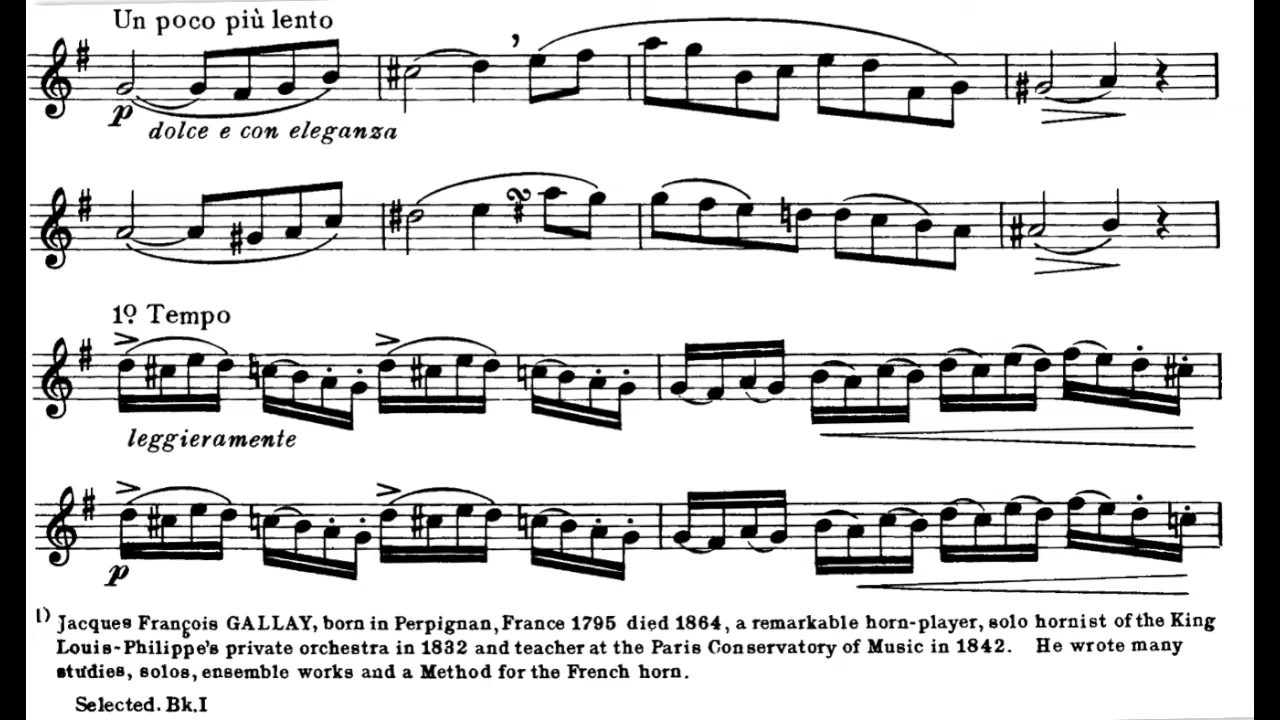 Un poco più lento
p
dolce e con eleganza
1º Tempo
leggieramente
p
1) Jacques François GALLAY, born in Perpignan, France 1795 died 1864, a remarkable horn-player, solo hornist of the King
Louis-Philippe's private orchestra in 1832 and teacher at the Paris Conservatory of Music in 1842. He wrote many
studies, solos, ensemble works and a Method for the French horn.
Selected. Bk.I